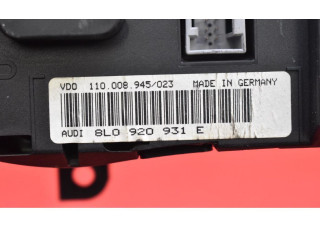 VDO 110.008.945/023 MADE IN GERMANY
AUDI 8L0 920 931 E